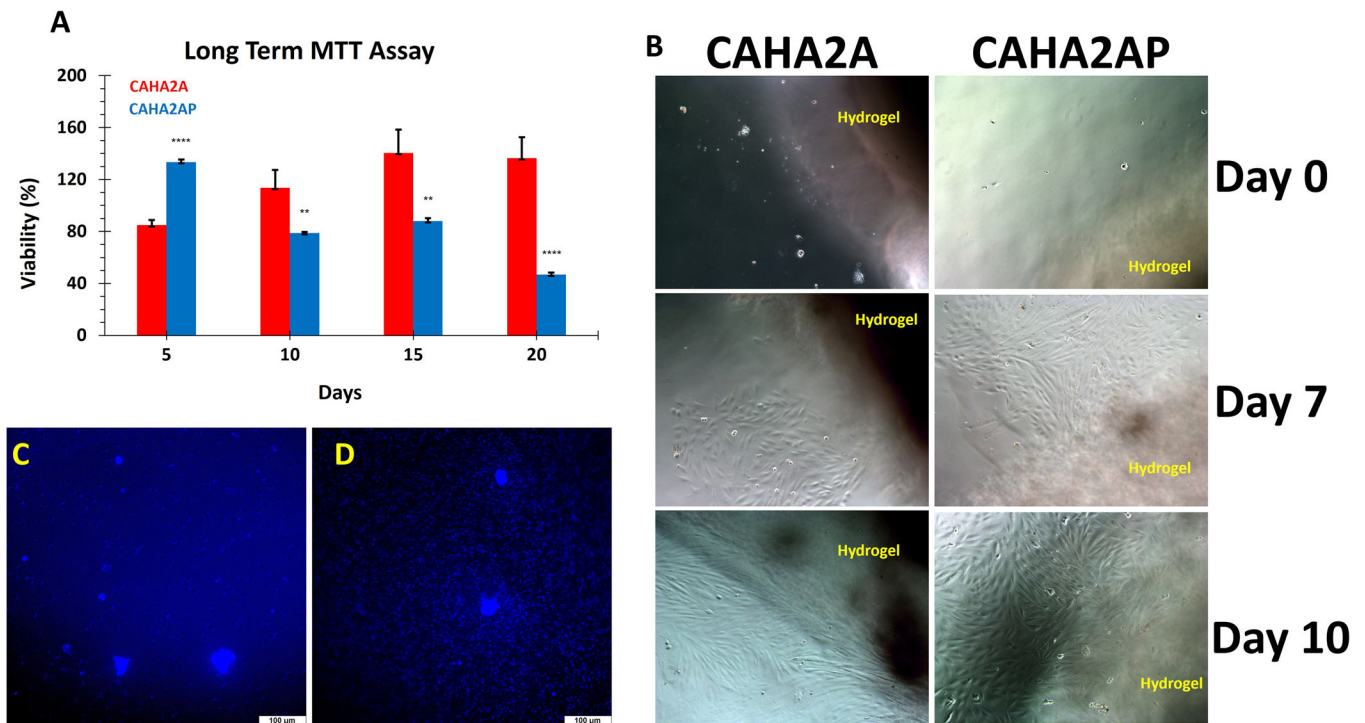 A
Long Term MTT Assay
200
160
120
80
40
0
Viability (%)
CAHA2A
CAHA2AP
****
**
**
****
5
10
15
20
Days
B
CAHA2A
CAHA2AP
Hydrogel
Hydrogel
Day 0
Hydrogel
Hydrogel
Day 7
Hydrogel
Hydrogel
Day 10
C
100 µm
D
100 µm